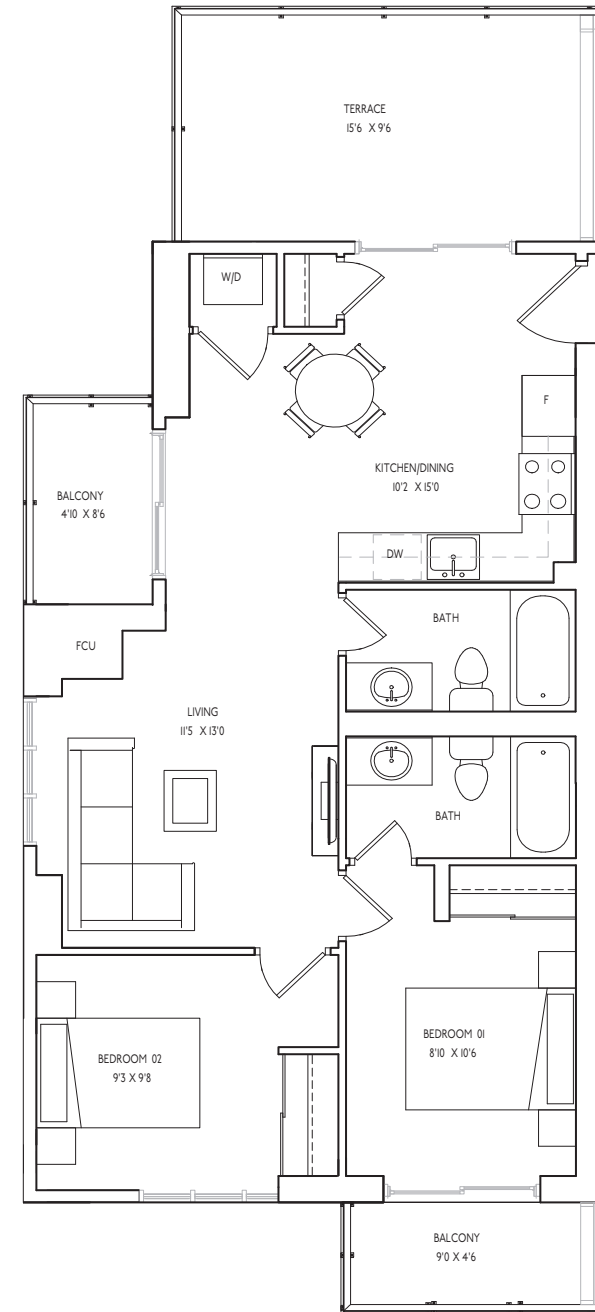 TERRACE
15'6 X 9'6
W/D
F
KITCHEN/DINING
10'2 X 15'0
BALCONY
4'10 X 8'6
DW
BATH
FCU
LIVING
11'5 X 13'0
BATH
BEDROOM 01
8'10 X 10'6
BEDROOM 02
9'3 X 9'8
BALCONY
9'0 X 4'6